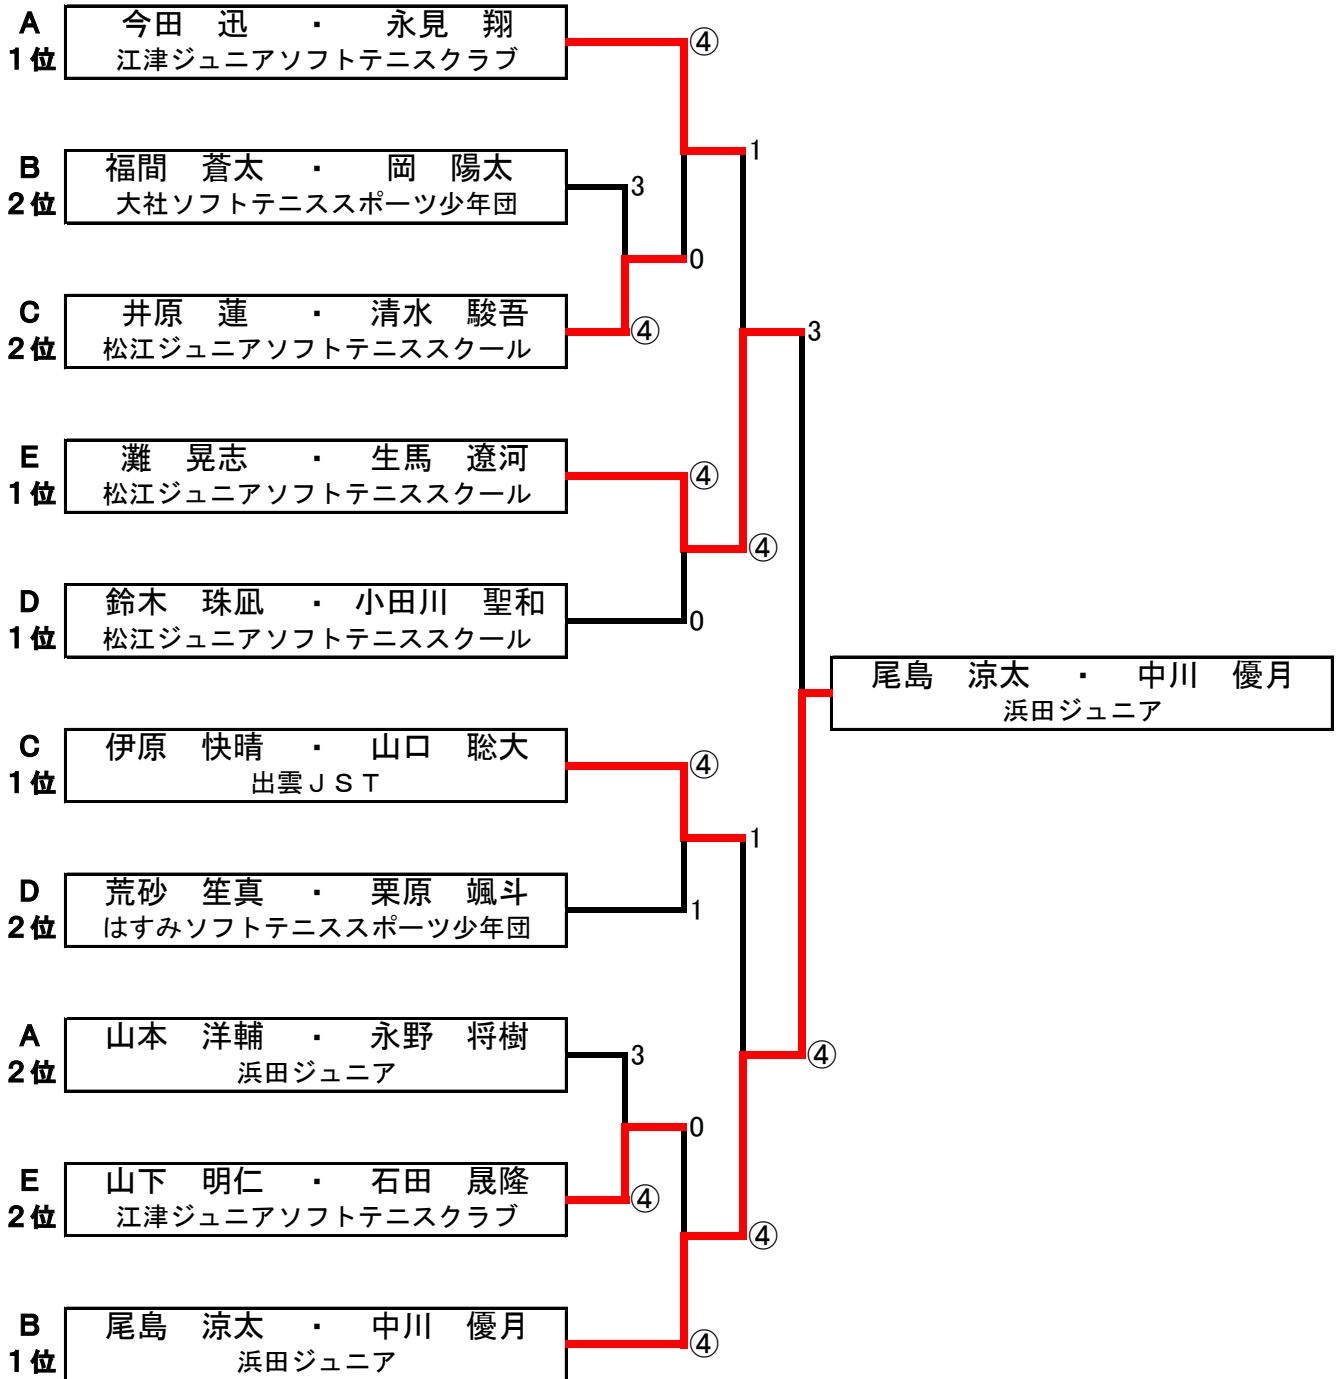 A
1位
今田　迅　・　永見　翔
江津ジュニアソフトテニスクラブ
④
1
B
2位
福間　蒼太　・　岡　陽太
大社ソフトテニススポーツ少年団
3
0
C
2位
井原　蓮　・　清水　駿吾
松江ジュニアソフトテニススクール
④
3
E
1位
灘　晃志　・　生馬　遼河
松江ジュニアソフトテニススクール
④
④
D
1位
鈴木　珠凪　・　小田川　聖和
松江ジュニアソフトテニススクール
0
尾島　涼太　・　中川　優月
浜田ジュニア
C
1位
伊原　快晴　・　山口　聡大
出雲ＪＳＴ
④
1
D
2位
荒砂　笙真　・　栗原　颯斗
はすみソフトテニススポーツ少年団
1
A
2位
山本　洋輔　・　永野　将樹
浜田ジュニア
3
④
0
E
2位
山下　明仁　・　石田　晟隆
江津ジュニアソフトテニスクラブ
④
④
B
1位
尾島　涼太　・　中川　優月
浜田ジュニア
④